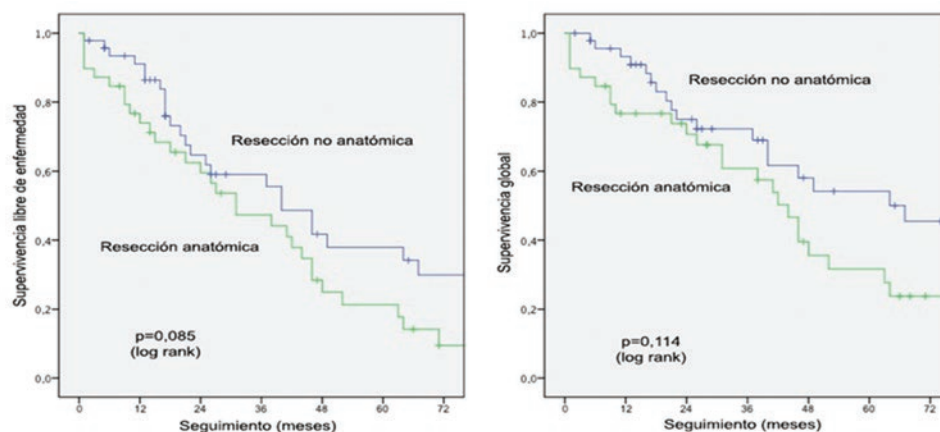 Supervivencia libre de enfermedad
1,0
0,8
0,6
0,4
0,2
0,0
Resección no anatómica
Resección anatómica
p=0,085
(log rank)
0 12 24 36 48 60 72
Seguimiento (meses)
Supervivencia global
1,0
0,8
0,6
0,4
0,2
0,0
Resección no anatómica
Resección anatómica
p=0,114
(log rank)
0 12 24 36 48 60 72
Seguimiento (meses)